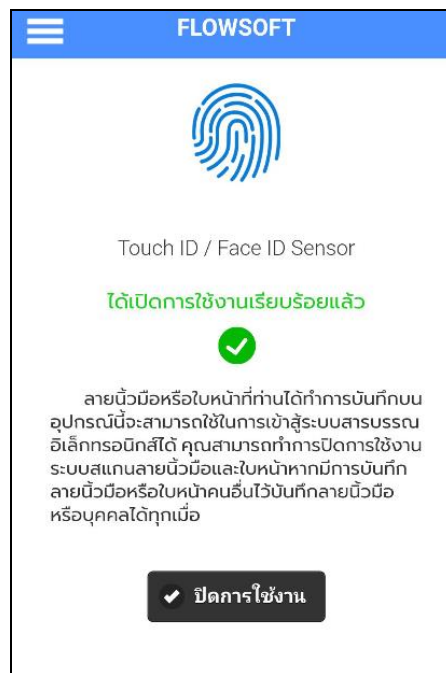 FLOWSOFT
Touch ID / Face ID Sensor
ได้เปิดการใช้งานเรียบร้อยแล้ว
ลายนิ้วมือหรือใบหน้าที่ท่านได้ทำการบันทึกบน
อุปกรณ์นี้จะสามารถใช้ในการเข้าสู้ระบบสารบรรณ
อิเล็กทรอนิกส์ได้ คุณสามารถทำการปิดการใช้งาน
ระบบสแกนลายนิ้วมือและใบหน้าหากมีการบันทึก
ลายนิ้วมือหรือใบหน้าคนอื่นไว้บันทึกลายนิ้วมือ
หรือบุคคลได้ทุกเมื่อ
ปิดการใช้งาน